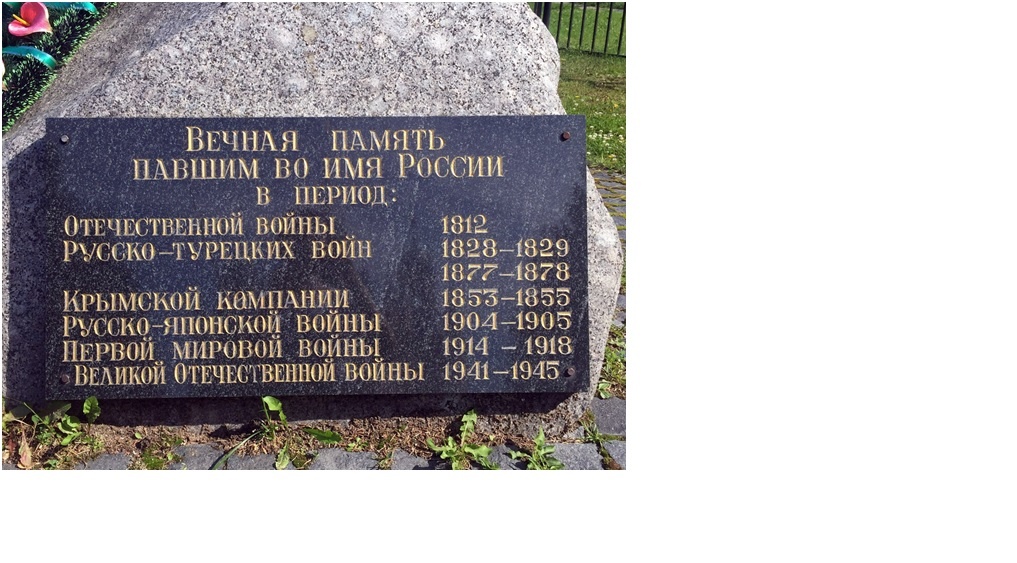 Вечная память
павшим во имя России
в период:
Отечественной войны 1812
Русско-турецких войн 1828-1829
1877-1878
Крымской кампании 1853-1855
Русско-японской войны 1904-1905
Первой мировой войны 1914 - 1918
Великой Отечественной войны 1941-1945